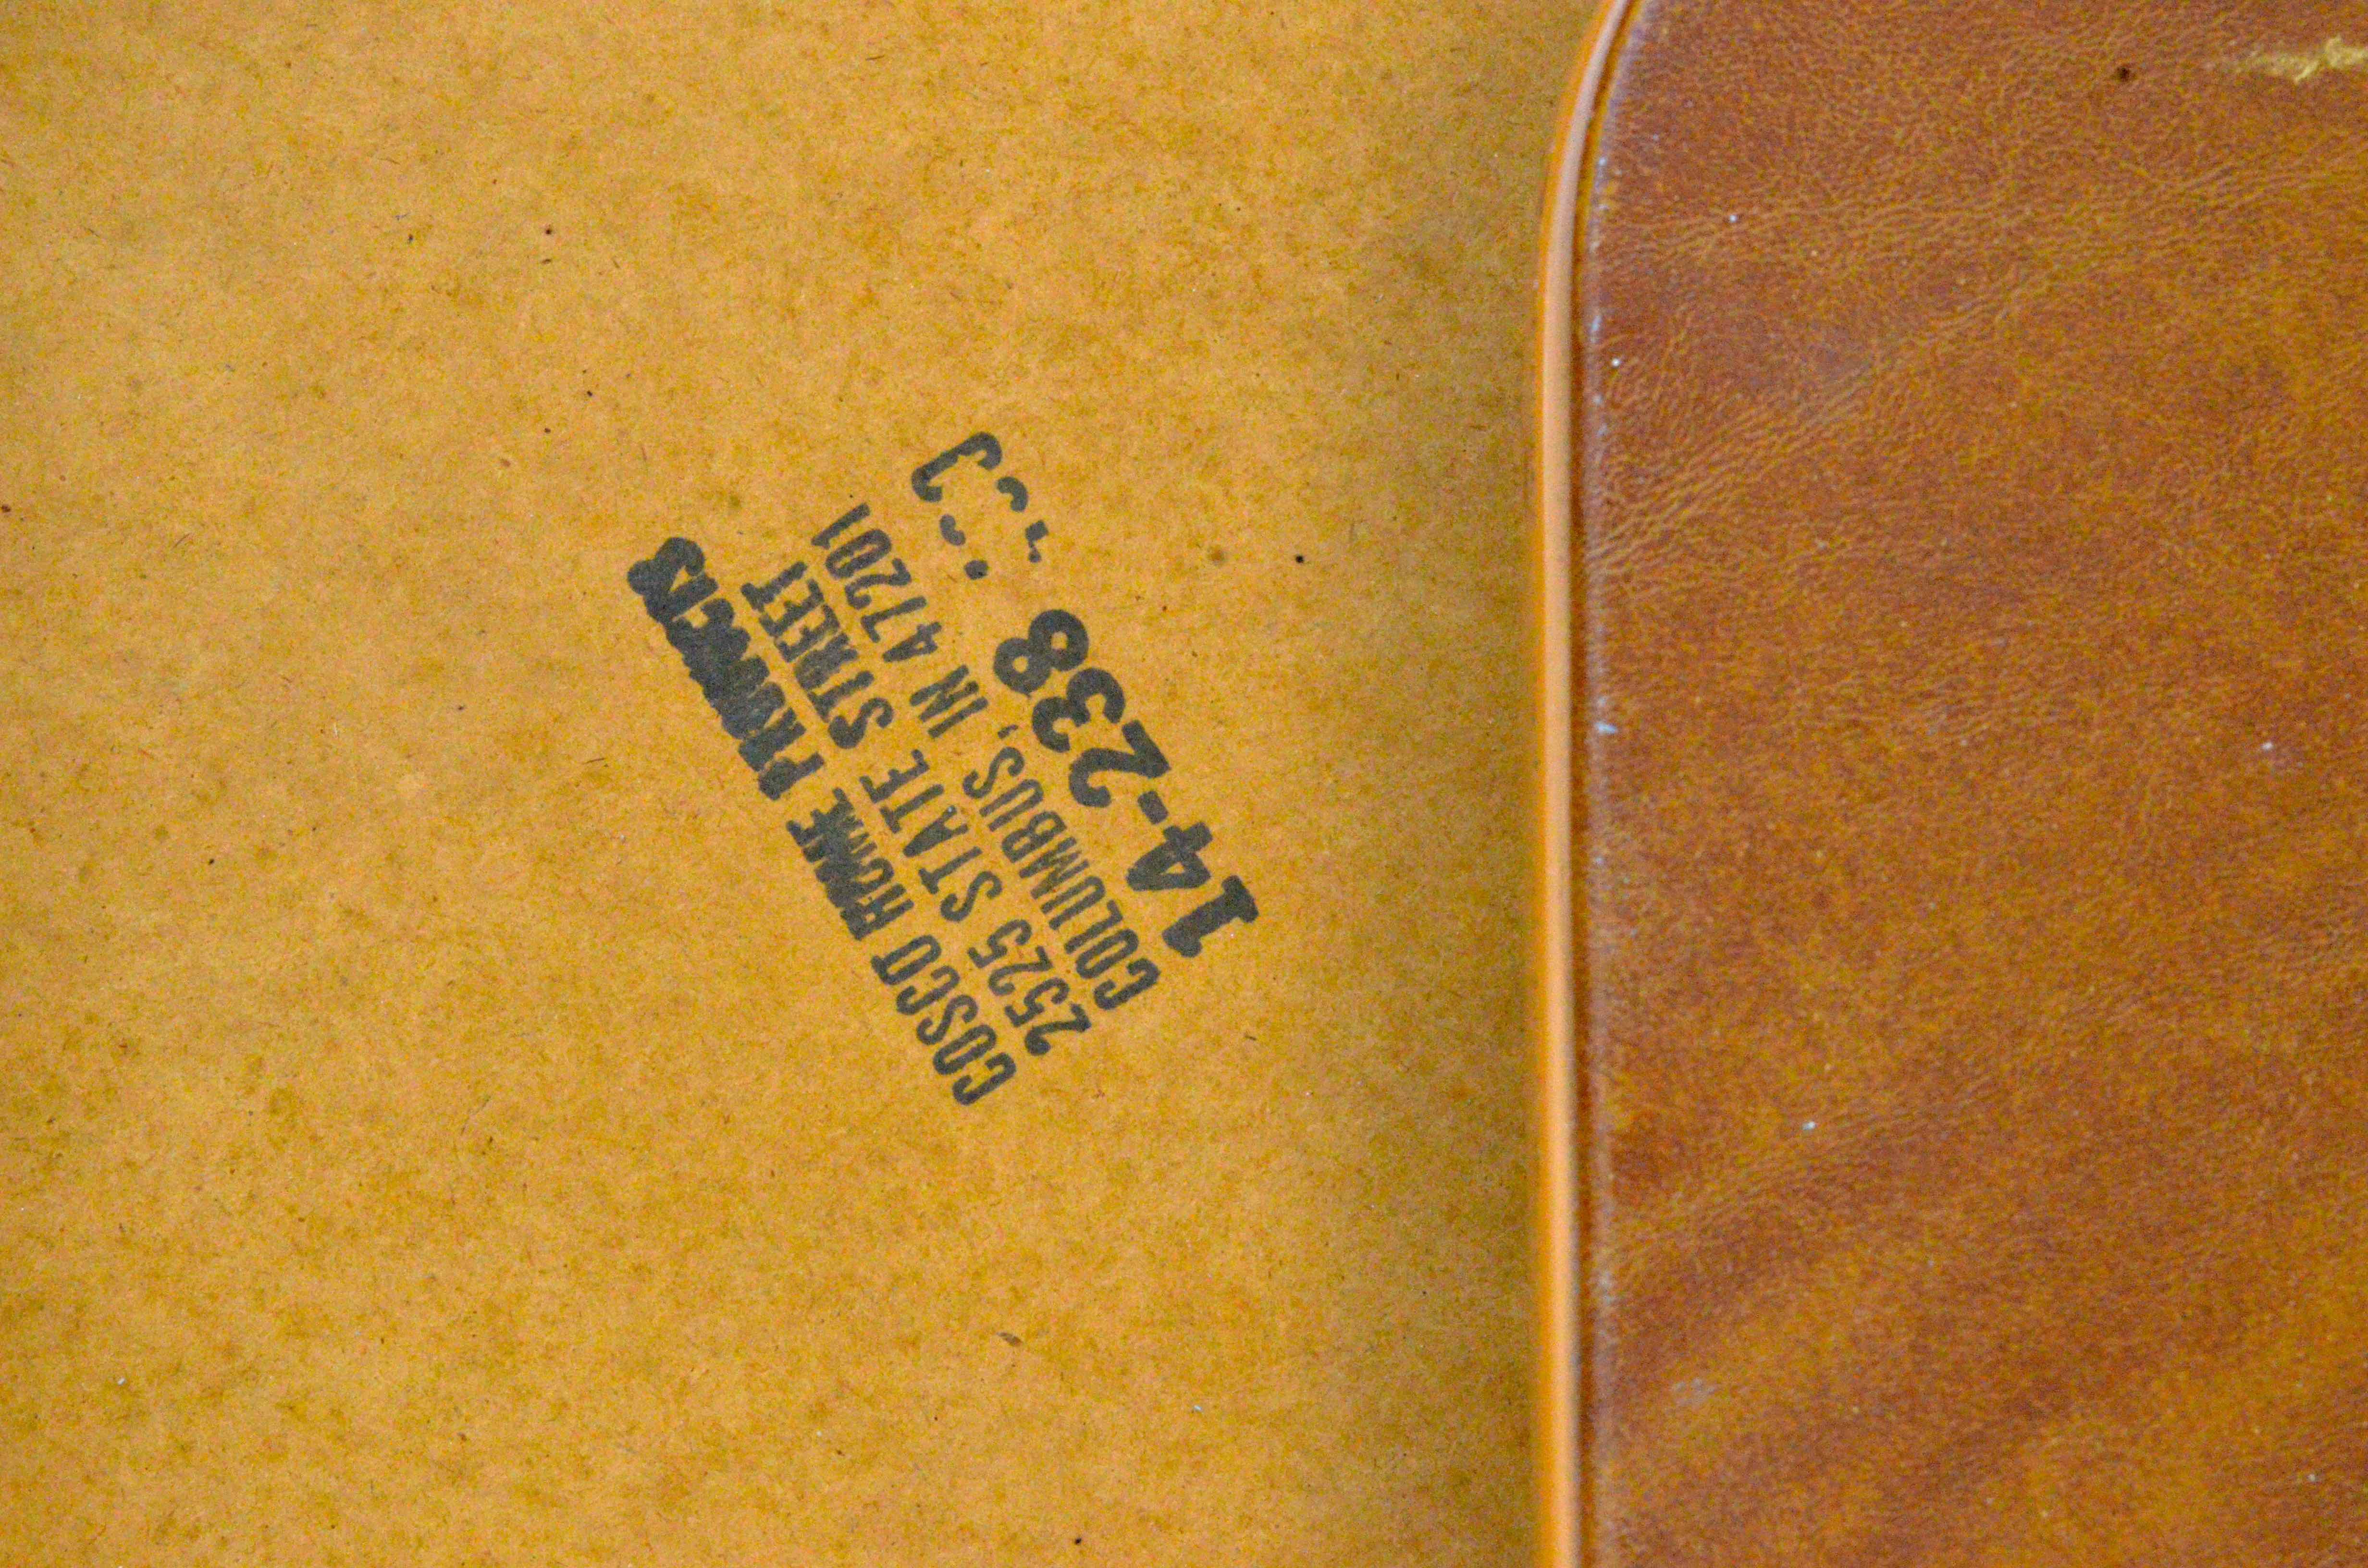 COSCO HOME PRODUCTS
2525 STATE STREET
COLUMBUS, IN 47201
14-238